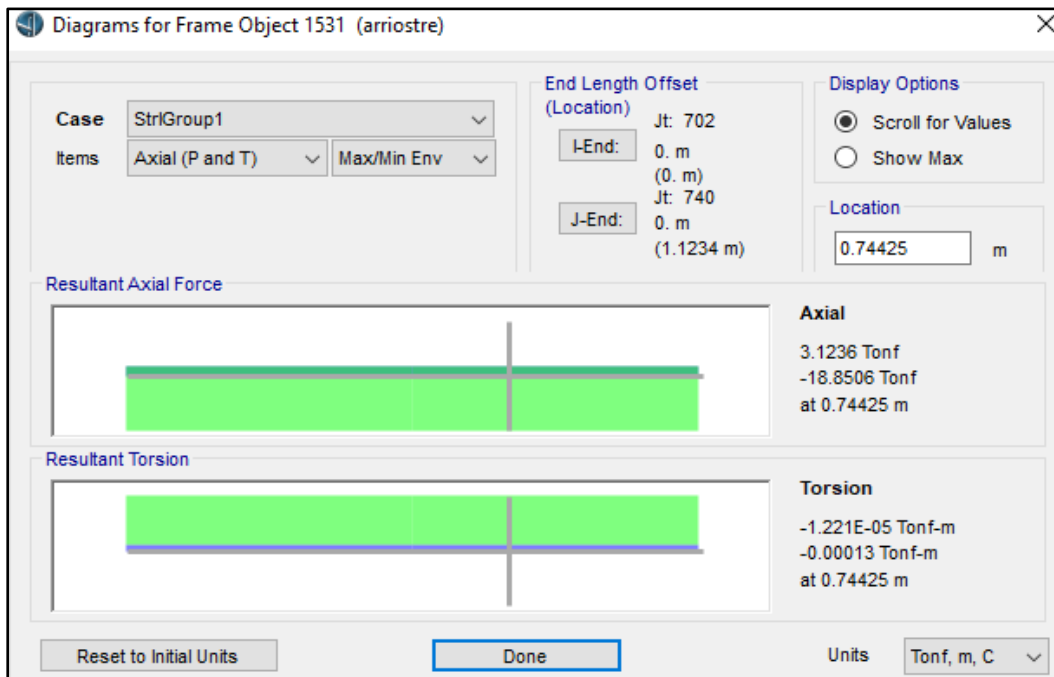 Diagrams for Frame Object 1531 (arriostre)
Case
StrlGroup1
Items
Axial (P and T)
Max/Min Env
End Length Offset
(Location)
I-End:
Jt: 702
0. m
(0. m)
J-End:
Jt: 740
0. m
(1.1234 m)
Display Options
Scroll for Values
Show Max
Location
0.74425
m
Resultant Axial Force
Axial
3.1236 Tonf
-18.8506 Tonf
at 0.74425 m
Resultant Torsion
Torsion
-1.221E-05 Tonf-m
-0.00013 Tonf-m
at 0.74425 m
Reset to Initial Units
Done
Units
Tonf, m, C